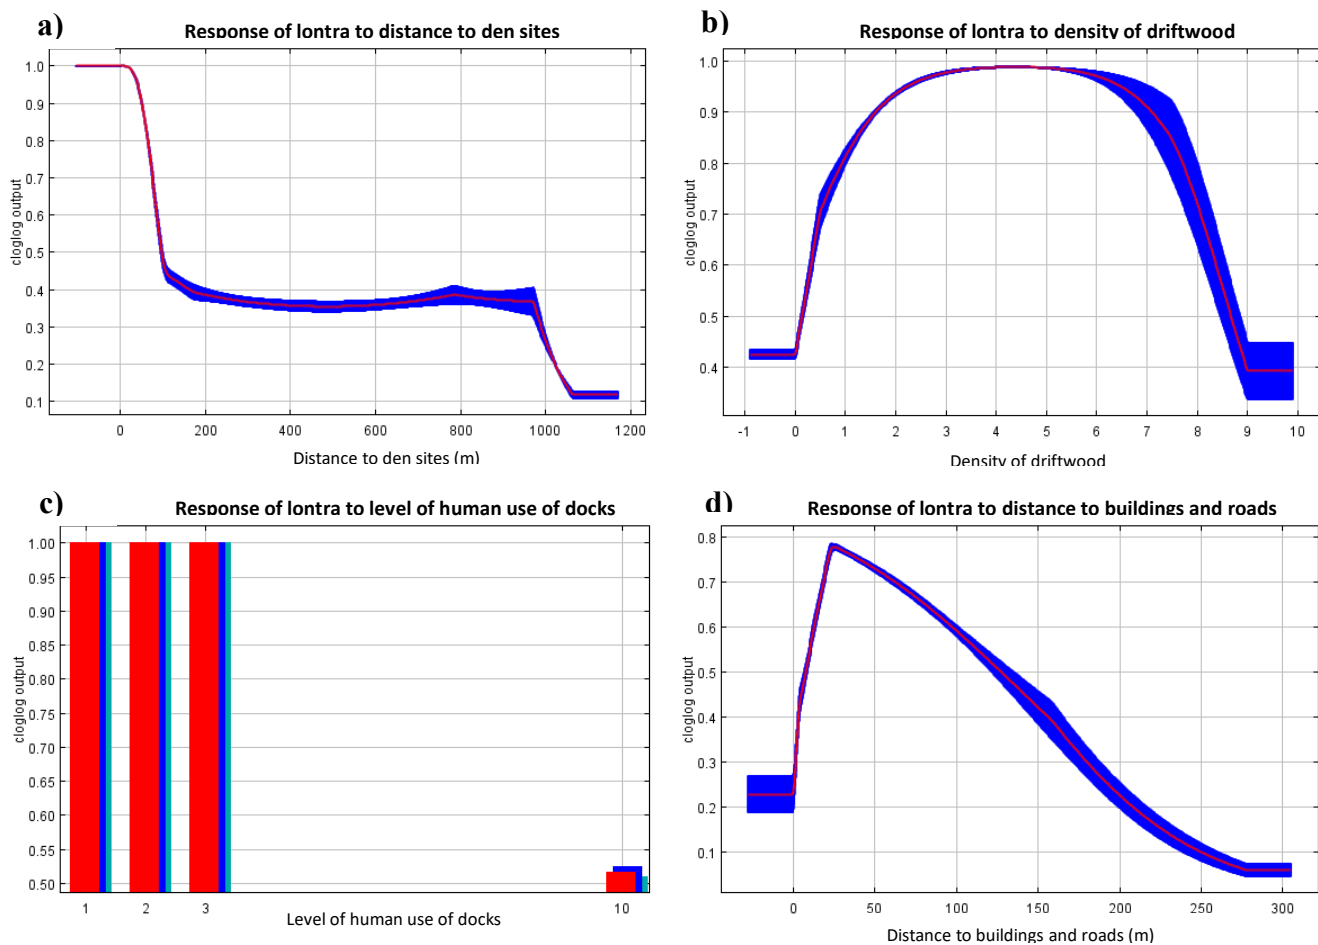 a)
Response of lontra to distance to den sites
cloglog output
1.0
0.9
0.8
0.7
0.6
0.5
0.4
0.3
0.2
0.1
0 200 400 600 800 1000 1200
Distance to den sites (m)
b)
Response of lontra to density of driftwood
cloglog output
1.0
0.9
0.8
0.7
0.6
0.5
0.4
-1 0 1 2 3 4 5 6 7 8 9 10
Density of driftwood
c)
Response of lontra to level of human use of docks
cloglog output
1.00
0.95
0.90
0.85
0.80
0.75
0.70
0.65
0.60
0.55
0.50
1 2 3 10
Level of human use of docks
d)
Response of lontra to distance to buildings and roads
cloglog output
0.8
0.7
0.6
0.5
0.4
0.3
0.2
0.1
0 50 100 150 200 250 300
Distance to buildings and roads (m)